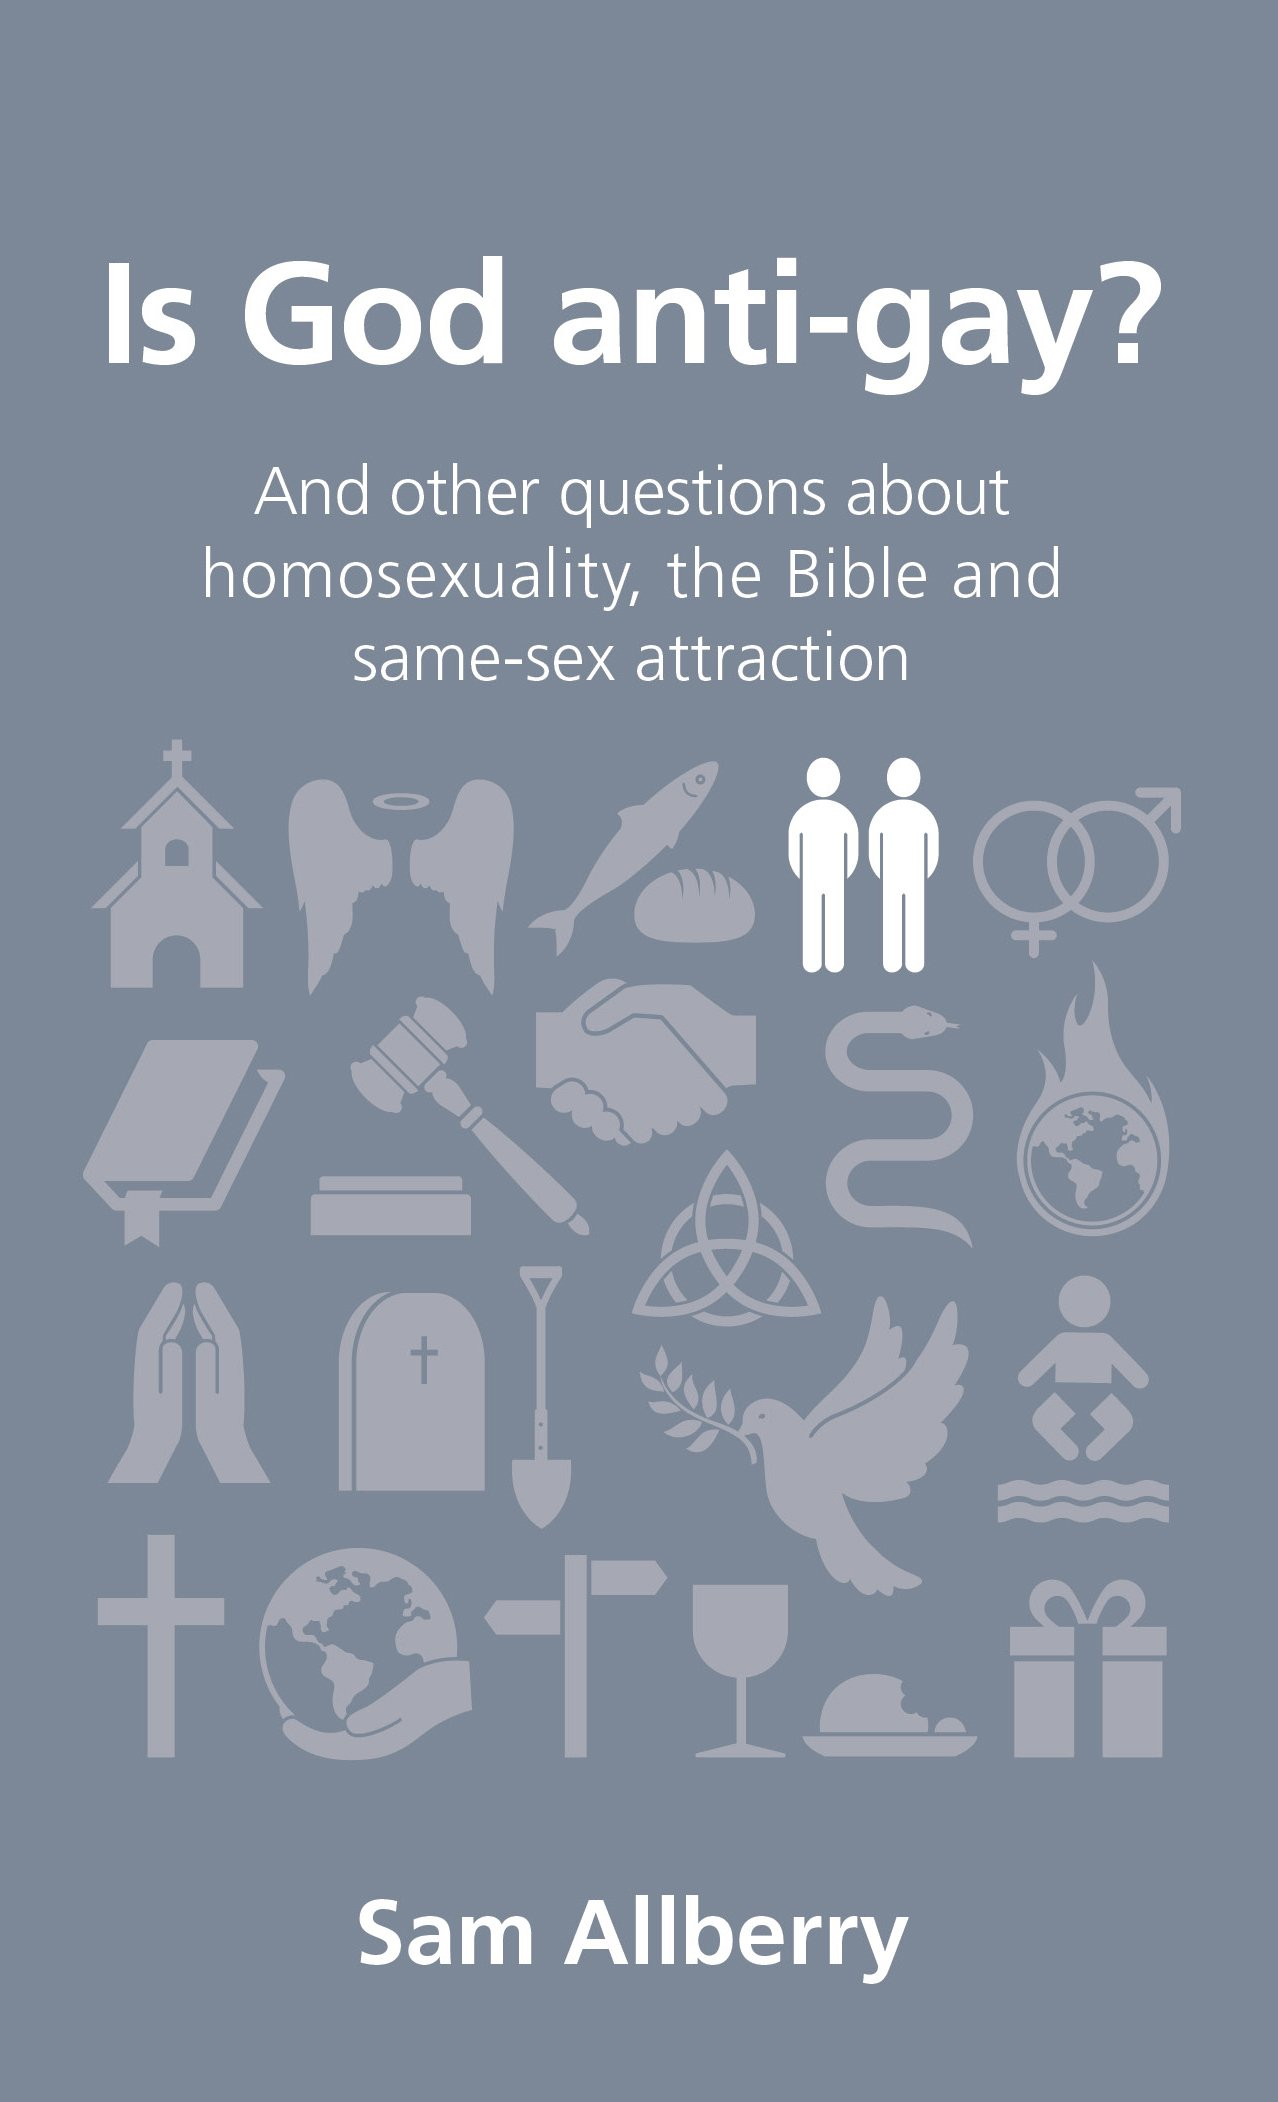 Is God anti-gay?
And other questions about
homosexuality, the Bible and
same-sex attraction
Sam Allberry